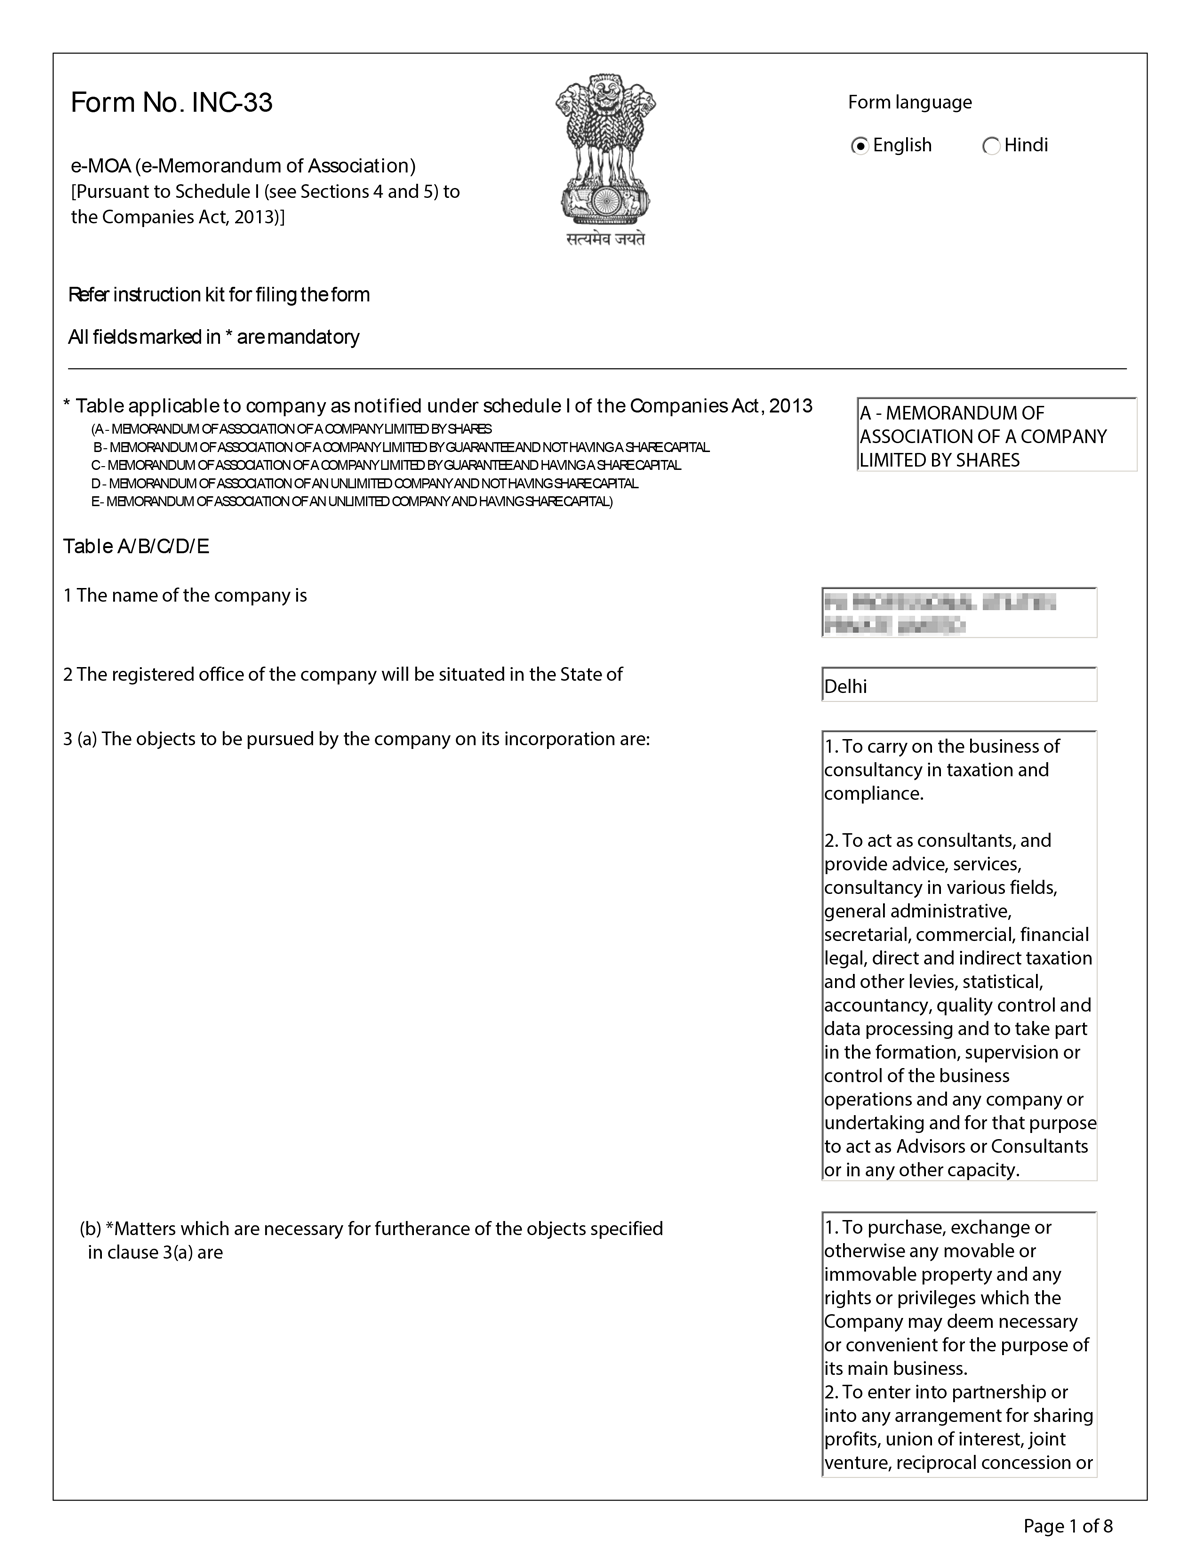 Form No. INC-33
Form language
English
Hindi
e-MOA (e-Memorandum of Association)
[Pursuant to Schedule I (see Sections 4 and 5) to
the Companies Act, 2013)]
सत्यमेव जयते
Refer instruction kit for filing the form
All fields marked in * are mandatory
* Table applicable to company as notified under schedule I of the Companies Act, 2013
(A - MEMORANDUM OF ASSOCIATION OF A COMPANY LIMITED BY SHARES
B - MEMORANDUM OF ASSOCIATION OF A COMPANY LIMITED BY GUARANTEE AND NOT HAVING A SHARE CAPITAL
C - MEMORANDUM OF ASSOCIATION OF A COMPANY LIMITED BY GUARANTEE AND HAVING A SHARE CAPITAL
D - MEMORANDUM OF ASSOCIATION OF AN UNLIMITED COMPANY AND NOT HAVING SHARE CAPITAL
E - MEMORANDUM OF ASSOCIATION OF AN UNLIMITED COMPANY AND HAVING SHARE CAPITAL)
A - MEMORANDUM OF
ASSOCIATION OF A COMPANY
LIMITED BY SHARES
Table A/B/C/D/E
1 The name of the company is
2 The registered office of the company will be situated in the State of
Delhi
3 (a) The objects to be pursued by the company on its incorporation are:
1. To carry on the business of
consultancy in taxation and
compliance.
2. To act as consultants, and
provide advice, services,
consultancy in various fields,
general administrative,
secretarial, commercial, financial
legal, direct and indirect taxation
and other levies, statistical,
accountancy, quality control and
data processing and to take part
in the formation, supervision or
control of the business
operations and any company or
undertaking and for that purpose
to act as Advisors or Consultants
or in any other capacity.
(b) *Matters which are necessary for furtherance of the objects specified
in clause 3(a) are
1. To purchase, exchange or
otherwise any movable or
immovable property and any
rights or privileges which the
Company may deem necessary
or convenient for the purpose of
its main business.
2. To enter into partnership or
into any arrangement for sharing
profits, union of interest, joint
venture, reciprocal concession or
Page 1 of 8